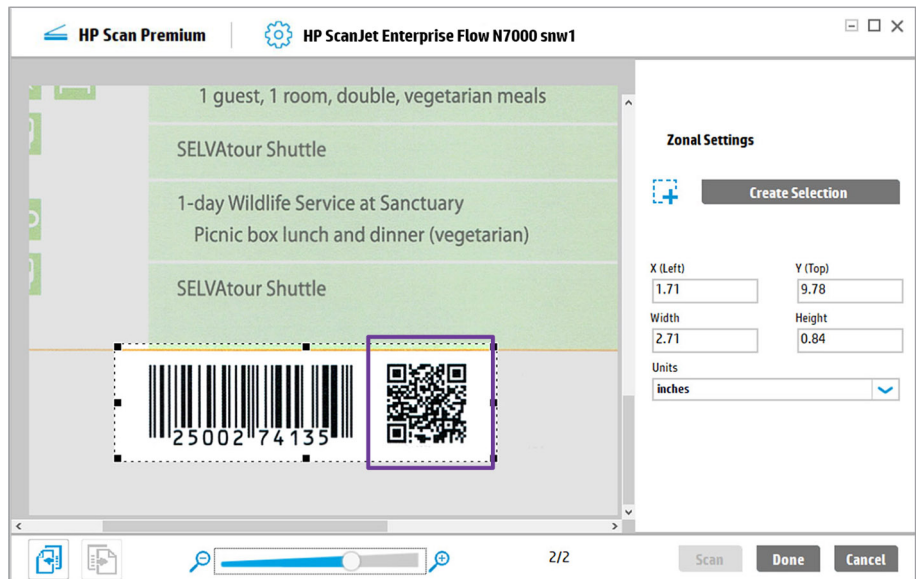 HP Scan Premium
HP ScanJet Enterprise Flow N7000 snw1
1 guest, 1 room, double, vegetarian meals
SELVAtour Shuttle
1-day Wildlife Service at Sanctuary
Picnic box lunch and dinner (vegetarian)
SELVAtour Shuttle
25002 74135
Zonal Settings
Create Selection
X (Left) Y (Top)
1.71 9.78
Width Height
2.71 0.84
Units
inches
2/2
Scan Done Cancel